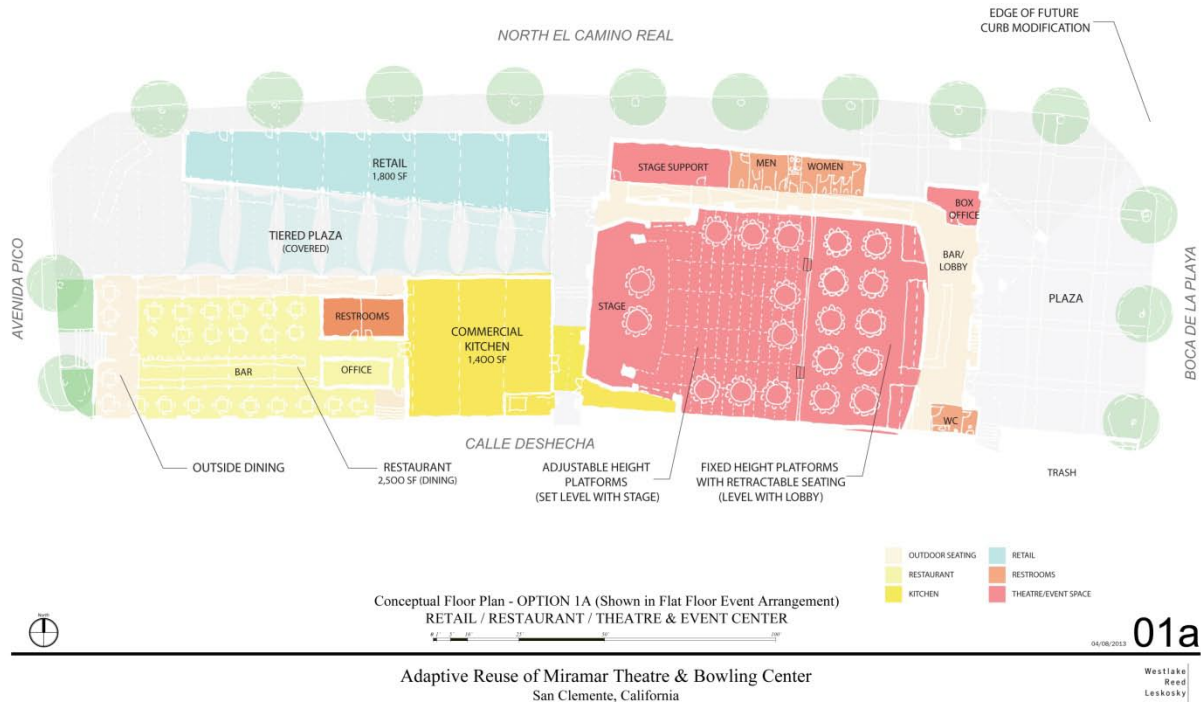 EDGE OF FUTURE
CURB MODIFICATION
NORTH EL CAMINO REAL
RETAIL
1,800 SF
STAGE SUPPORT
MEN
WOMEN
BOX
OFFICE
TIERED PLAZA
(COVERED)
BAR/
LOBBY
AVENIDA PICO
PLAZA
BOCA DE LA PLAYA
STAGE
RESTROOMS
COMMERCIAL
KITCHEN
1,400 SF
BAR
OFFICE
WC
CALLE DESHECHA
OUTSIDE DINING
RESTAURANT
2,500 SF (DINING)
ADJUSTABLE HEIGHT
PLATFORMS
(SET LEVEL WITH STAGE)
FIXED HEIGHT PLATFORMS
WITH RETRACTABLE SEATING
(LEVEL WITH LOBBY)
TRASH
OUTDOOR SEATING
RETAIL
RESTAURANT
RESTROOMS
KITCHEN
THEATRE/EVENT SPACE
Conceptual Floor Plan - OPTION 1A (Shown in Flat Floor Event Arrangement)
RETAIL / RESTAURANT / THEATRE & EVENT CENTER
North
04/08/2013
01a
Adaptive Reuse of Miramar Theatre & Bowling Center
San Clemente, California
Westlake
Reed
Leskosky